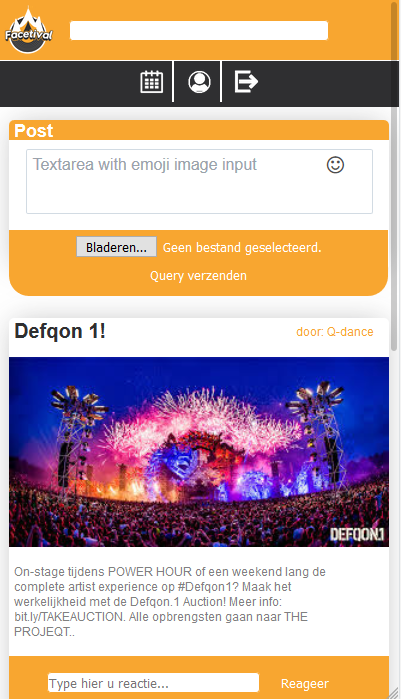 Facetival
Post
Textarea with emoji image input
Bladeren... Geen bestand geselecteerd.
Query verzenden
Defqon 1!
door: Q-dance
DEFQON.1
On-stage tijdens POWER HOUR of een weekend lang de
complete artist experience op #Defqon1? Maak het
werkelijkheid met de Defqon.1 Auction! Meer info:
bit.ly/TAKEAUCTION. Alle opbrengsten gaan naar THE
PROJEQT..
Type hier u reactie...
Reageer